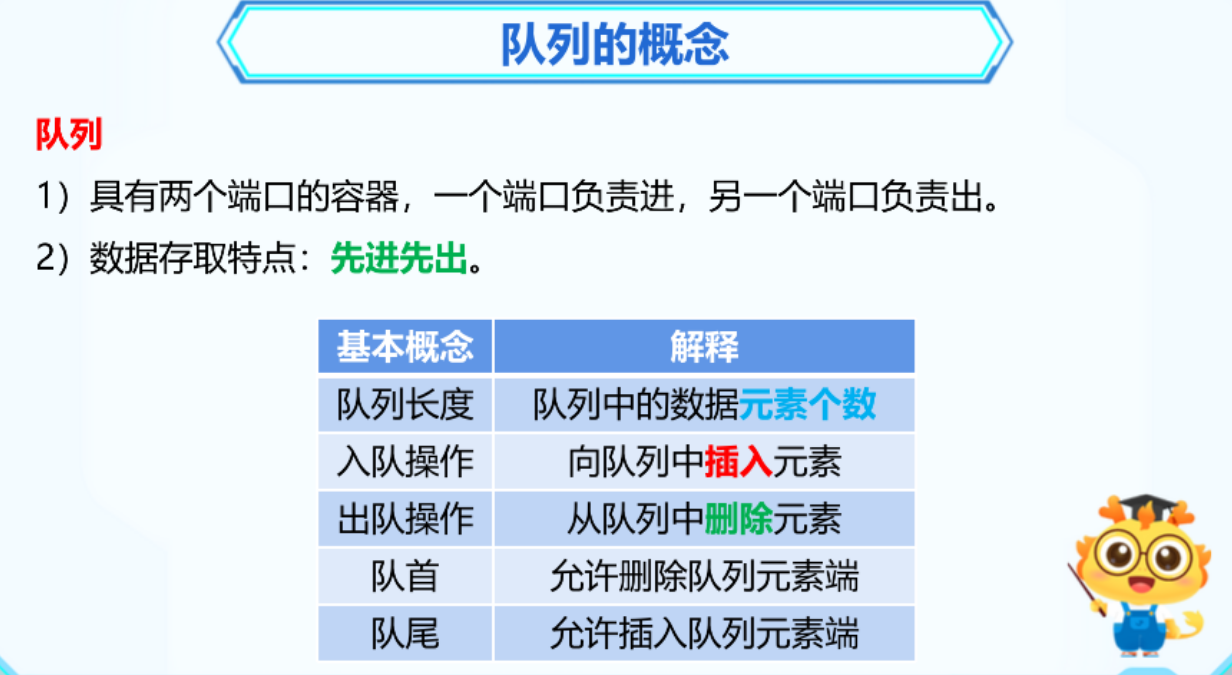 队列的概念
队列
1）具有两个端口的容器，一个端口负责进，另一个端口负责出。
2）数据存取特点：先进先出。
基本概念 解释
队列长度 队列中的数据元素个数
入队操作 向队列中插入元素
出队操作 从队列中删除元素
队首 允许删除队列元素端
队尾 允许插入队列元素端